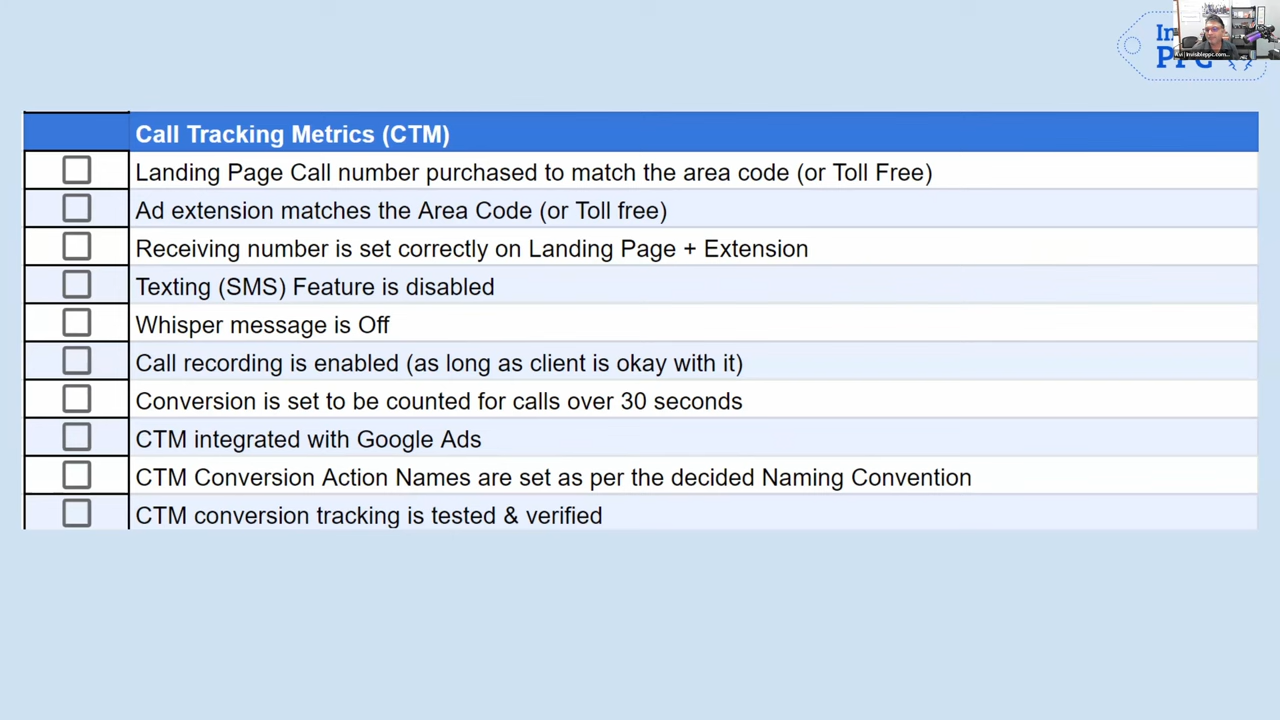 In
PPC
Call Tracking Metrics (CTM)
Landing Page Call number purchased to match the area code (or Toll Free)
Ad extension matches the Area Code (or Toll free)
Receiving number is set correctly on Landing Page + Extension
Texting (SMS) Feature is disabled
Whisper message is Off
Call recording is enabled (as long as client is okay with it)
Conversion is set to be counted for calls over 30 seconds
CTM integrated with Google Ads
CTM Conversion Action Names are set as per the decided Naming Convention
CTM conversion tracking is tested & verified